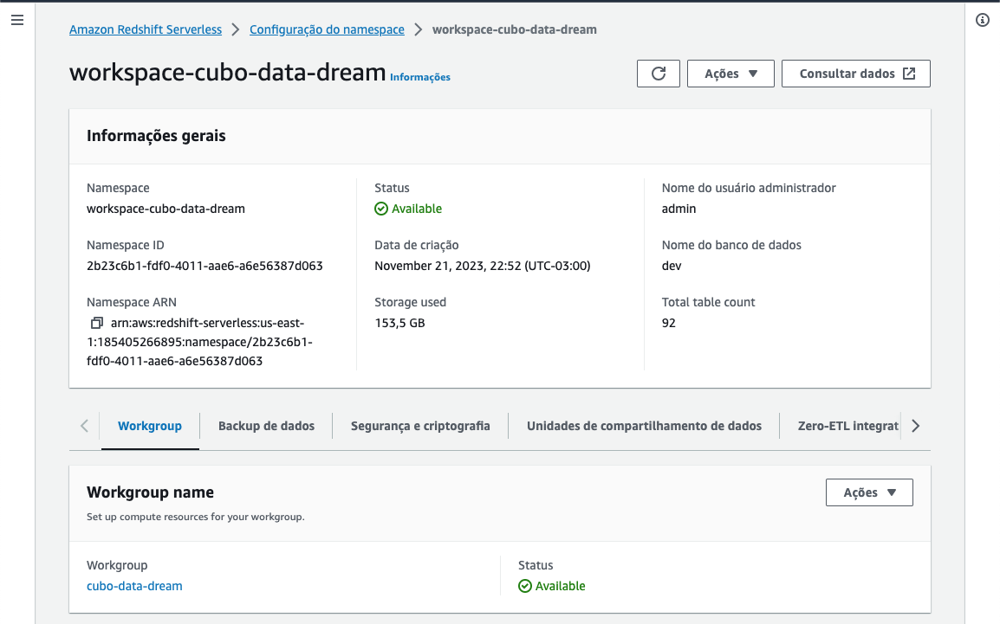 Amazon Redshift Serverless > Configuração do namespace > workspace-cubo-data-dream
workspace-cubo-data-dream Informações
Ações ▼
Consultar dados
Informações gerais
Namespace
workspace-cubo-data-dream
Namespace ID
2b23c6b1-fdf0-4011-aae6-a6e56387d063
Namespace ARN
arn:aws:redshift-serverless:us-east-
1:185405266895:namespace/2b23c6b1-
fdf0-4011-aae6-a6e56387d063
Status
Available
Data de criação
November 21, 2023, 22:52 (UTC-03:00)
Storage used
153,5 GB
Nome do usuário administrador
admin
Nome do banco de dados
dev
Total table count
92
Workgroup
Backup de dados
Segurança e criptografia
Unidades de compartilhamento de dados
Zero-ETL integrat
Workgroup name
Set up compute resources for your workgroup.
Ações ▼
Workgroup
cubo-data-dream
Status
Available